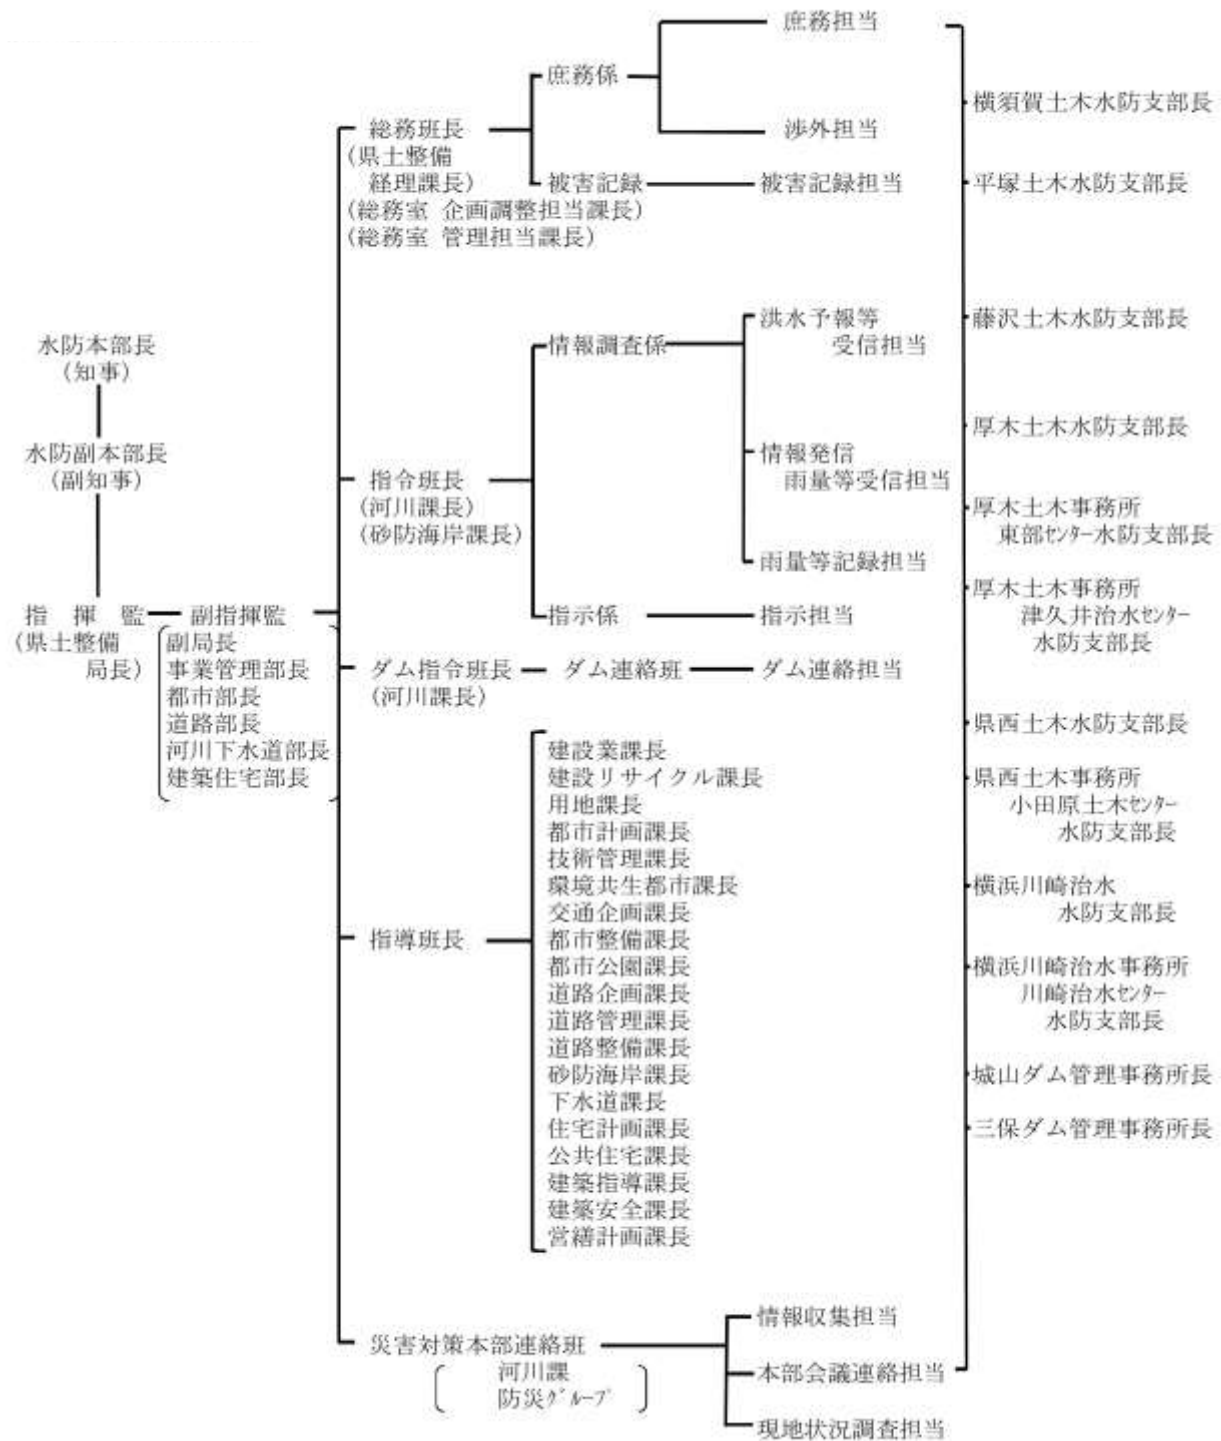 水防本部長
(知事)
水防副本部長
(副知事)
指 揮 監
(県土整備
局長)
副指揮監
副局長
事業管理部長
都市部長
道路部長
河川下水道部長
建築住宅部長
総務班長
(県土整備
経理課長)
(総務室 企画調整担当課長)
(総務室 管理担当課長)
庶務係
庶務担当
渉外担当
被害記録
被害記録担当
指令班長
(河川課長)
(砂防海岸課長)
情報調査係
洪水予報等
受信担当
情報発信
雨量等受信担当
雨量等記録担当
指示係
指示担当
ダム指令班長
(河川課長)
ダム連絡班
ダム連絡担当
指導班長
建設業課長
建設リサイクル課長
用地課長
都市計画課長
技術管理課長
環境共生都市課長
交通企画課長
都市整備課長
都市公園課長
道路企画課長
道路管理課長
道路整備課長
砂防海岸課長
下水道課長
住宅計画課長
公共住宅課長
建築指導課長
建築安全課長
営繕計画課長
災害対策本部連絡班
河川課
防災ｸﾞﾙｰﾌﾟ
情報収集担当
本部会議連絡担当
現地状況調査担当
横須賀土木水防支部長
平塚土木水防支部長
藤沢土木水防支部長
厚木土木水防支部長
厚木土木事務所
東部ｾﾝﾀｰ水防支部長
厚木土木事務所
津久井治水ｾﾝﾀｰ
水防支部長
県西土木水防支部長
県西土木事務所
小田原土木ｾﾝﾀｰ
水防支部長
横浜川崎治水
水防支部長
横浜川崎治水事務所
川崎治水ｾﾝﾀｰ
水防支部長
城山ダム管理事務所長
三保ダム管理事務所長